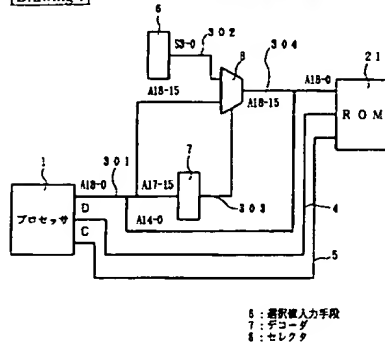 6
S3-0
302
8
304
21
A18-15
A18-15
A18-0
ROM
7
1
301
A18-0
A17-15
プロセッサ
D
A14-0
303
4
C
5
6 : 選択値入力手段
7 : デコーダ
8 : セレクタ